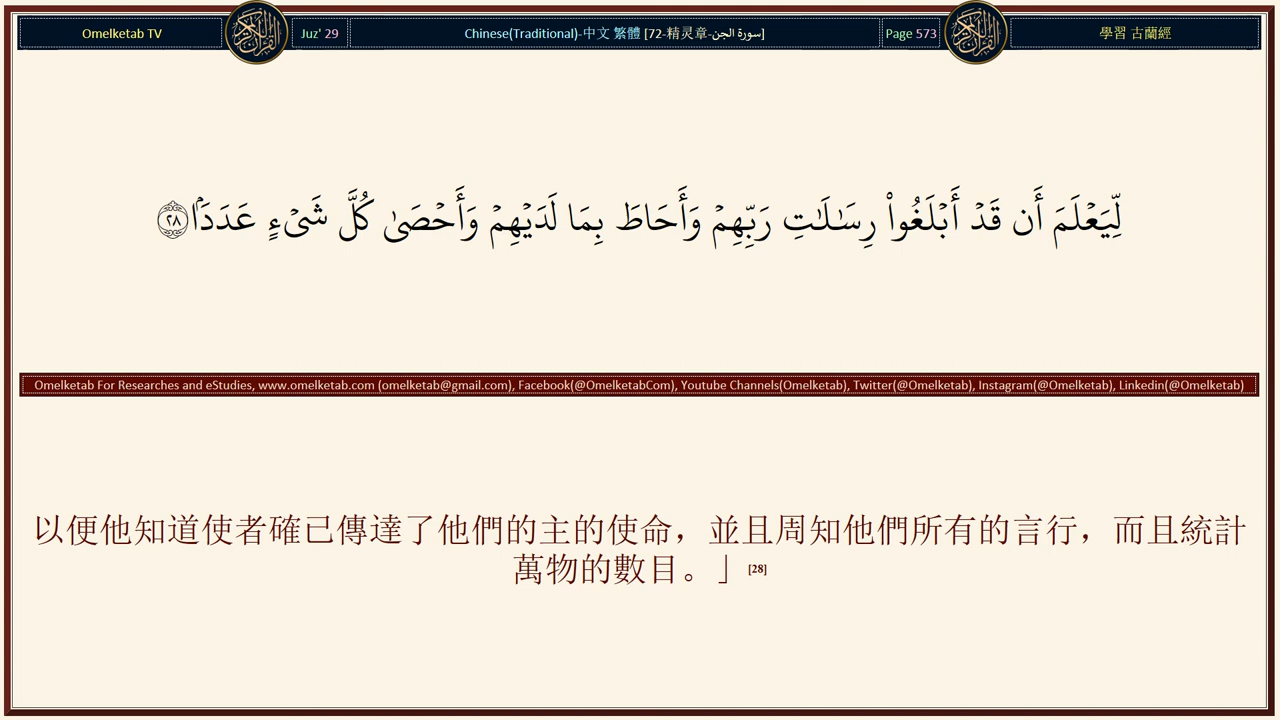 Omelketab TV
Juz' 29
Chinese(Traditional)-中文 繁體 [72-精灵章-سورة الجن]
Page 573
學習 古蘭經
لِّيَعۡلَمَ أَن قَدۡ أَبۡلَغُواْ رِسَٰلَٰتِ رَبِّهِمۡ وَأَحَاطَ بِمَا لَدَيۡهِمۡ وَأَحۡصَىٰ كُلَّ شَيۡءٍ عَدَدَۢا ٢٨
Omelketab For Researches and eStudies, www.omelketab.com (omelketab@gmail.com), Facebook(@OmelketabCom), Youtube Channels(Omelketab), Twitter(@Omelketab), Instagram(@Omelketab), Linkedin(@Omelketab)
以便他知道使者確已傳達了他們的主的使命，並且周知他們所有的言行，而且統計
萬物的數目。」[28]